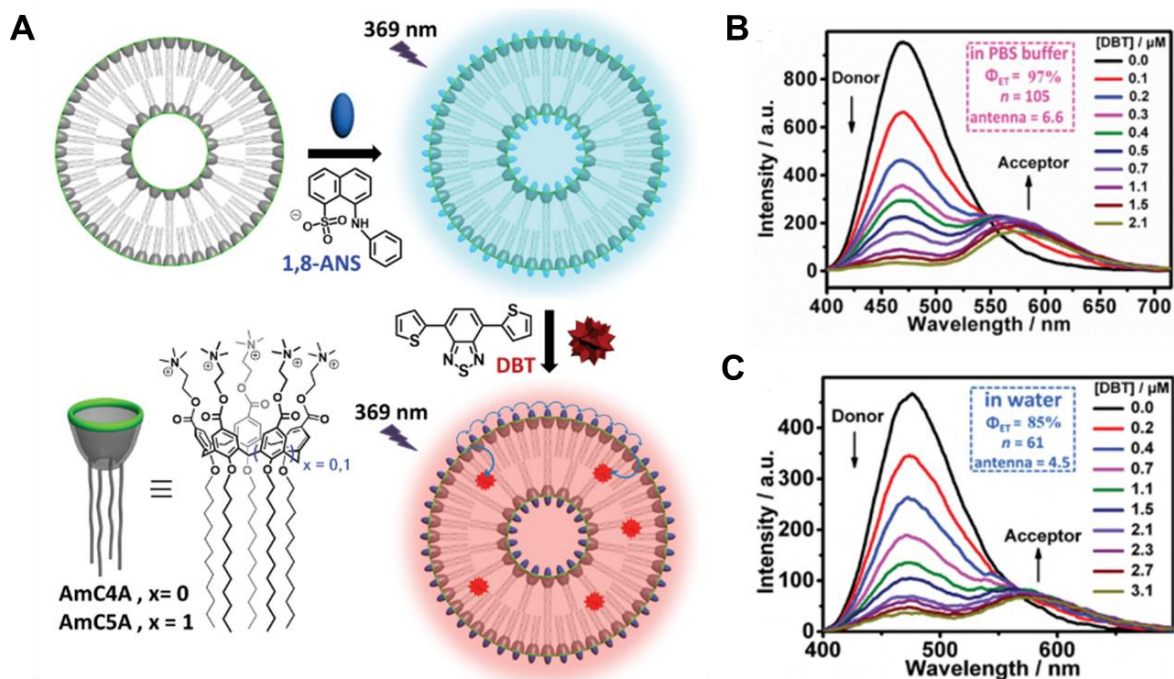 A
369 nm
1,8-ANS
O
S
O
⊖O
NH
S
S
N
N
S
DBT
369 nm
N
⊕
N
⊕
N
⊕
N
⊕
N
⊕
O
O
O
O
O
O
O
O
O
O
x = 0,1
O
O
O
O
O
≡
AmC4A , x= 0
AmC5A , x = 1
B
Intensity / a.u.
800
600
400
200
0
Donor
in PBS buffer
Φ_ET = 97%
n = 105
antenna = 6.6
Acceptor
[DBT] / μM
0.0
0.1
0.2
0.3
0.4
0.5
0.7
1.1
1.5
2.1
400 450 500 550 600 650 700
Wavelength / nm
C
Intensity / a.u.
400
300
200
100
0
Donor
in water
Φ_ET = 85%
n = 61
antenna = 4.5
Acceptor
[DBT] / μM
0.0
0.2
0.4
0.7
1.1
1.5
2.1
2.3
2.7
3.1
400 500 600
Wavelength / nm